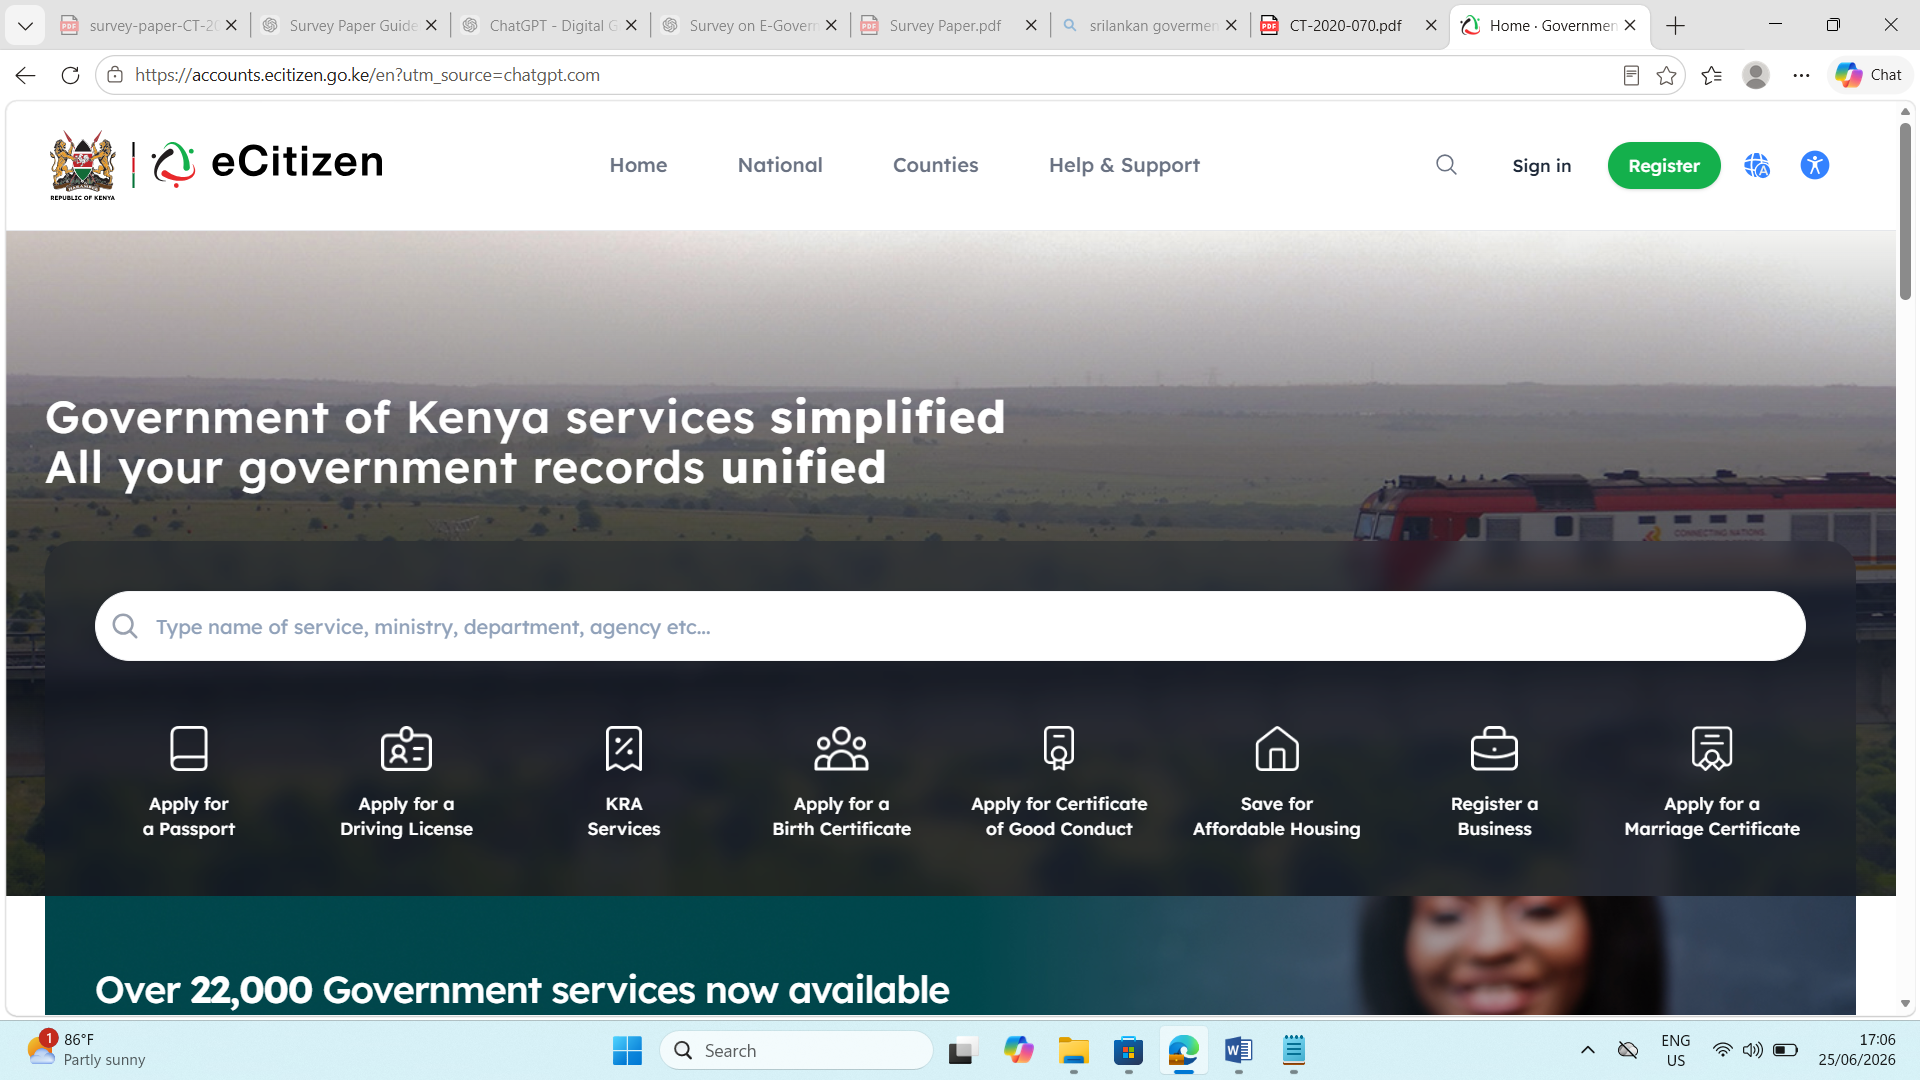 survey-paper-CT-20
Survey Paper Guide
ChatGPT - Digital G
Survey on E-Govern
Survey Paper.pdf
srilankan govermen
CT-2020-070.pdf
Home · Governmen
https://accounts.ecitizen.go.ke/en?utm_source=chatgpt.com
Chat
REPUBLIC OF KENYA
eCitizen
Home
National
Counties
Help & Support
Sign in
Register
Government of Kenya services simplified
All your government records unified
CONNECTING NATIONS.
Type name of service, ministry, department, agency etc...
Apply for
a Passport
Apply for a
Driving License
KRA
Services
Apply for a
Birth Certificate
Apply for Certificate
of Good Conduct
Save for
Affordable Housing
Register a
Business
Apply for a
Marriage Certificate
Over 22,000 Government services now available
1
86°F
Partly sunny
Search
ENG
US
17:06
25/06/2026